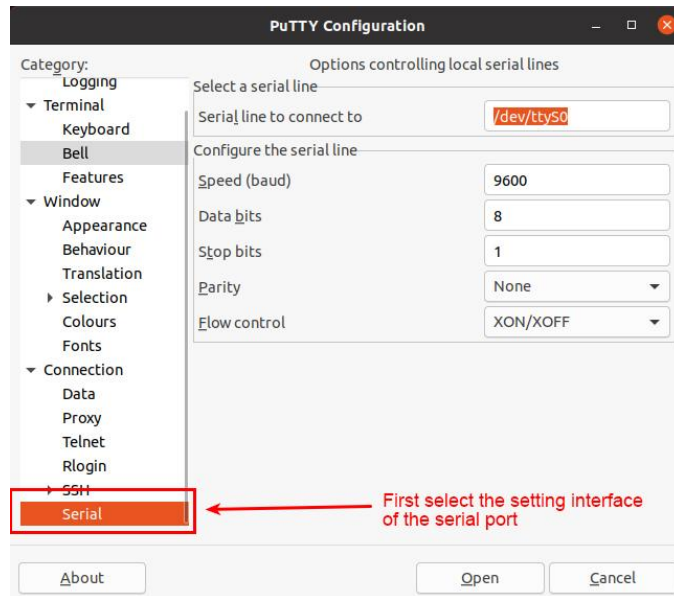 PuTTY Configuration
Category:
Logging
Terminal
Keyboard
Bell
Features
Window
Appearance
Behaviour
Translation
Selection
Colours
Fonts
Connection
Data
Proxy
Telnet
Rlogin
SSH
Serial
Options controlling local serial lines
Select a serial line
Serial line to connect to /dev/ttyS0
Configure the serial line
Speed (baud) 9600
Data bits 8
Stop bits 1
Parity None
Flow control XON/XOFF
First select the setting interface
of the serial port
About Open Cancel